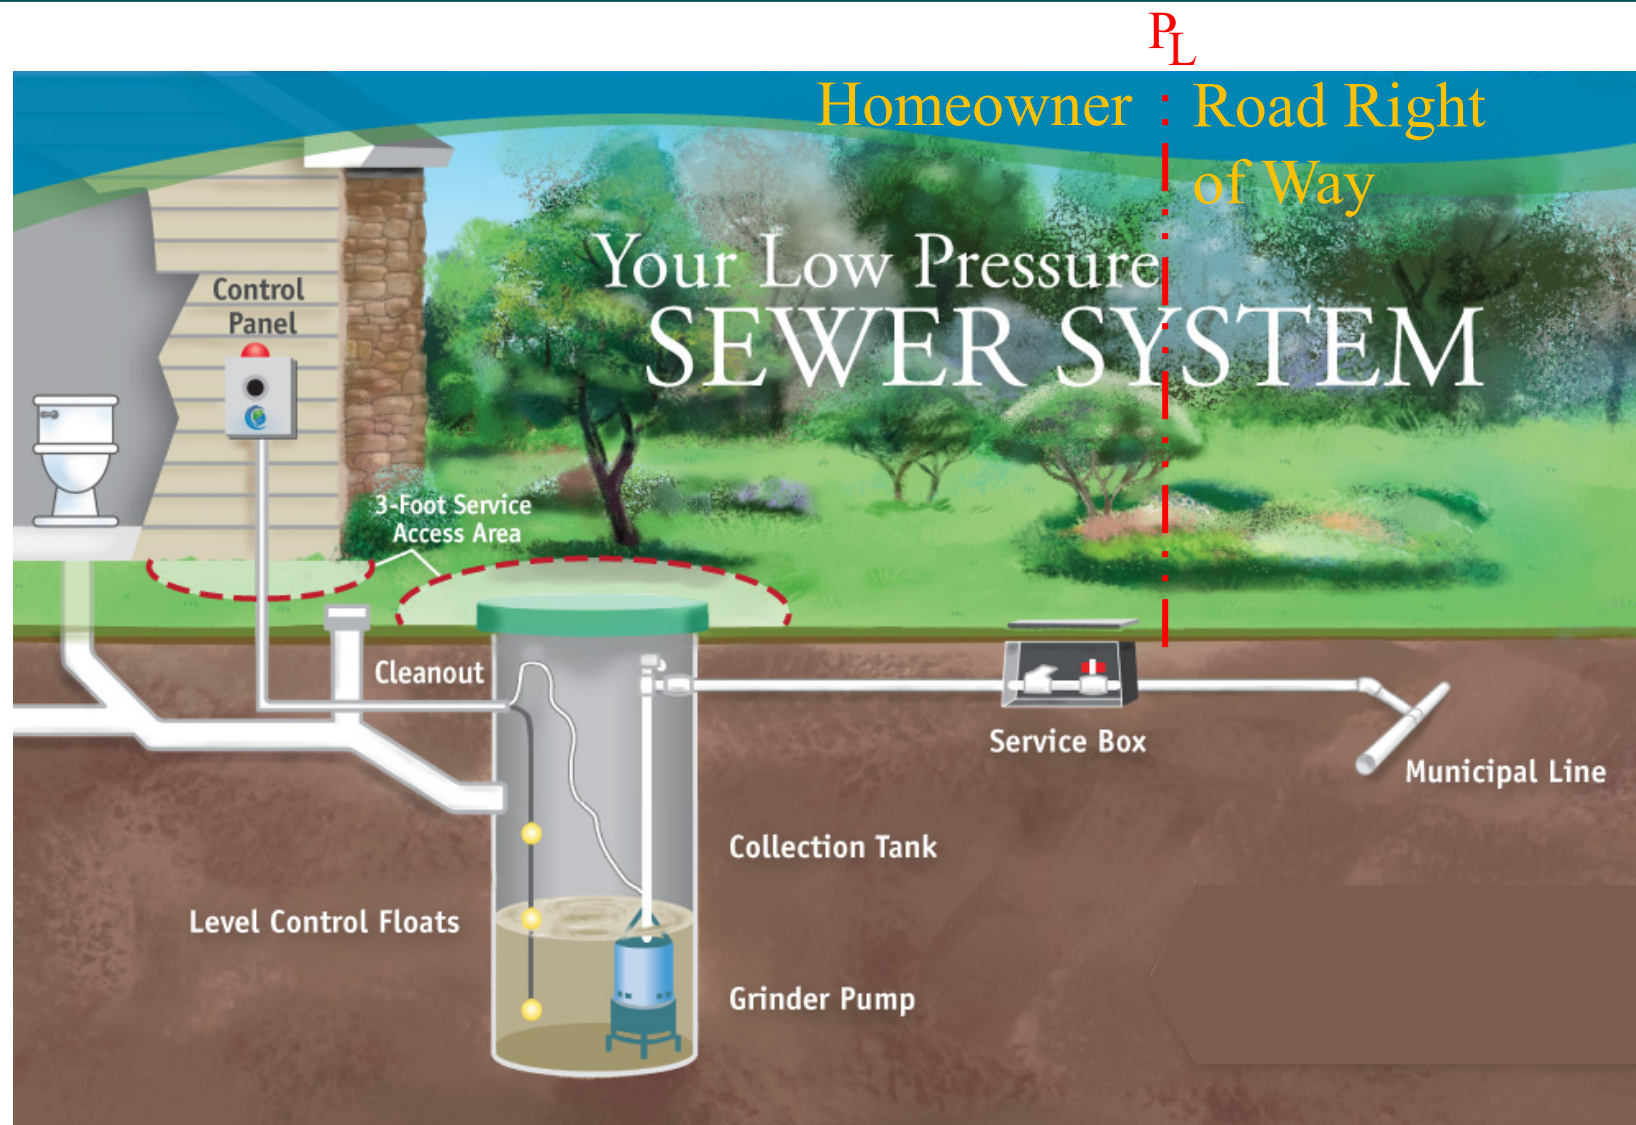 PL
Homeowner
Road Right
of Way
Your Low Pressure
SEWER SYSTEM
Control
Panel
3-Foot Service
Access Area
Cleanout
Service Box
Municipal Line
Collection Tank
Level Control Floats
Grinder Pump